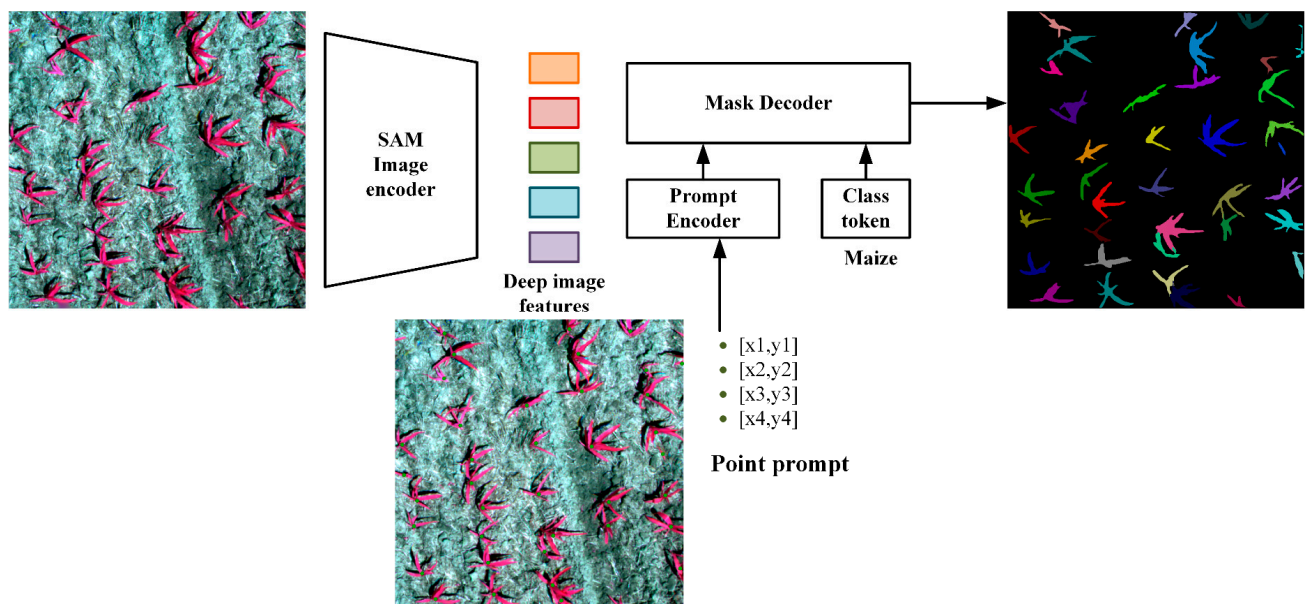 SAM
Image
encoder
Deep image
features
Mask Decoder
Prompt
Encoder
Class
token
Maize
[x1,y1]
[x2,y2]
[x3,y3]
[x4,y4]
Point prompt